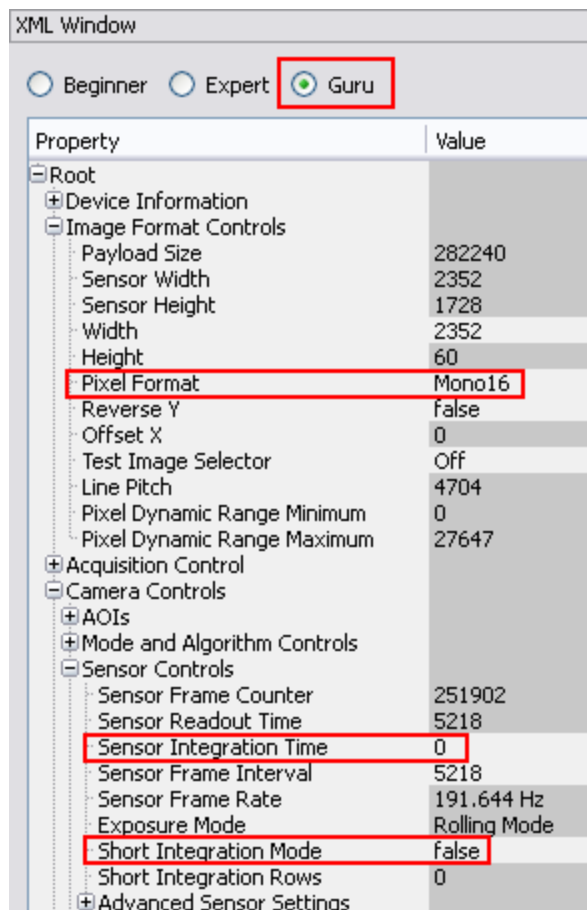 XML Window
Beginner Expert Guru
Property Value
Root
Device Information
Image Format Controls
Payload Size 282240
Sensor Width 2352
Sensor Height 1728
Width 2352
Height 60
Pixel Format Mono16
Reverse Y false
Offset X 0
Test Image Selector Off
Line Pitch 4704
Pixel Dynamic Range Minimum 0
Pixel Dynamic Range Maximum 27647
Acquisition Control
Camera Controls
AOIs
Mode and Algorithm Controls
Sensor Controls
Sensor Frame Counter 251902
Sensor Readout Time 5218
Sensor Integration Time 0
Sensor Frame Interval 5218
Sensor Frame Rate 191.644 Hz
Exposure Mode Rolling Mode
Short Integration Mode false
Short Integration Rows 0
Advanced Sensor Settings